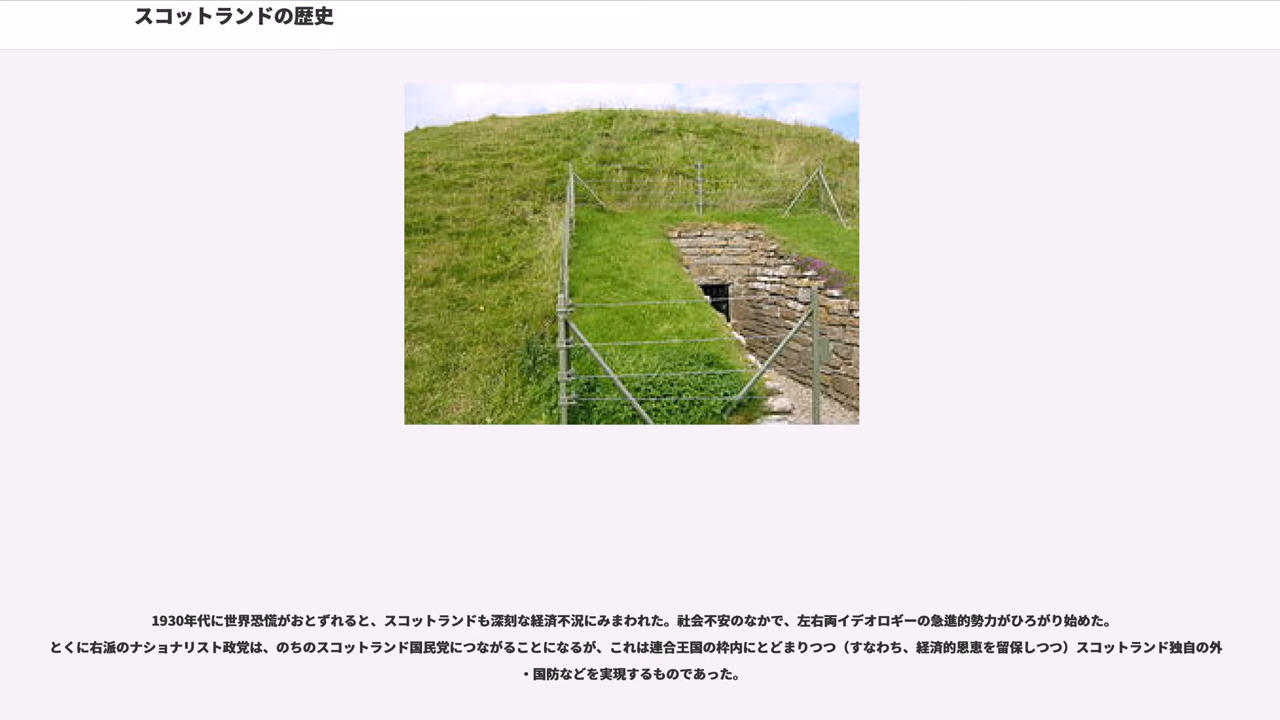 スコットランドの歴史
1930年代に世界恐慌がおとずれると、スコットランドも深刻な経済不況にみまわれた。社会不安のなかで、左右両イデオロギーの急進的勢力がひろがり始めた。
とくに右派のナショナリスト政党は、のちのスコットランド国民党につながることになるが、これは連合王国の枠内にとどまりつつ（すなわち、経済的恩恵を留保しつつ）スコットランド独自の外
・国防などを実現するものであった。